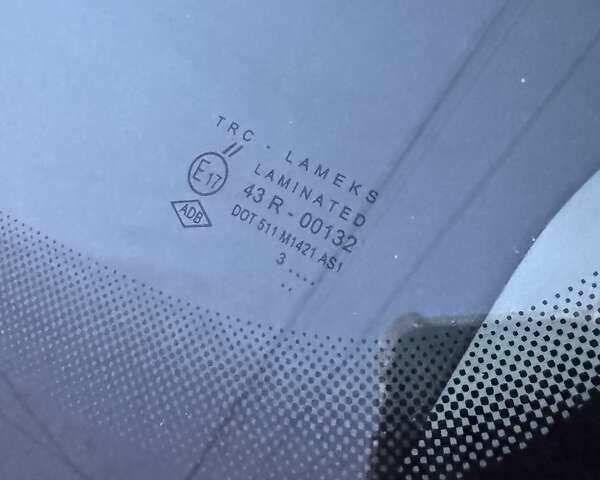 TRC - LAMEKS
//
LAMINATED
E17
43 R - 00132
ADB
DOT 511 M1421 AS1
3 ....
..